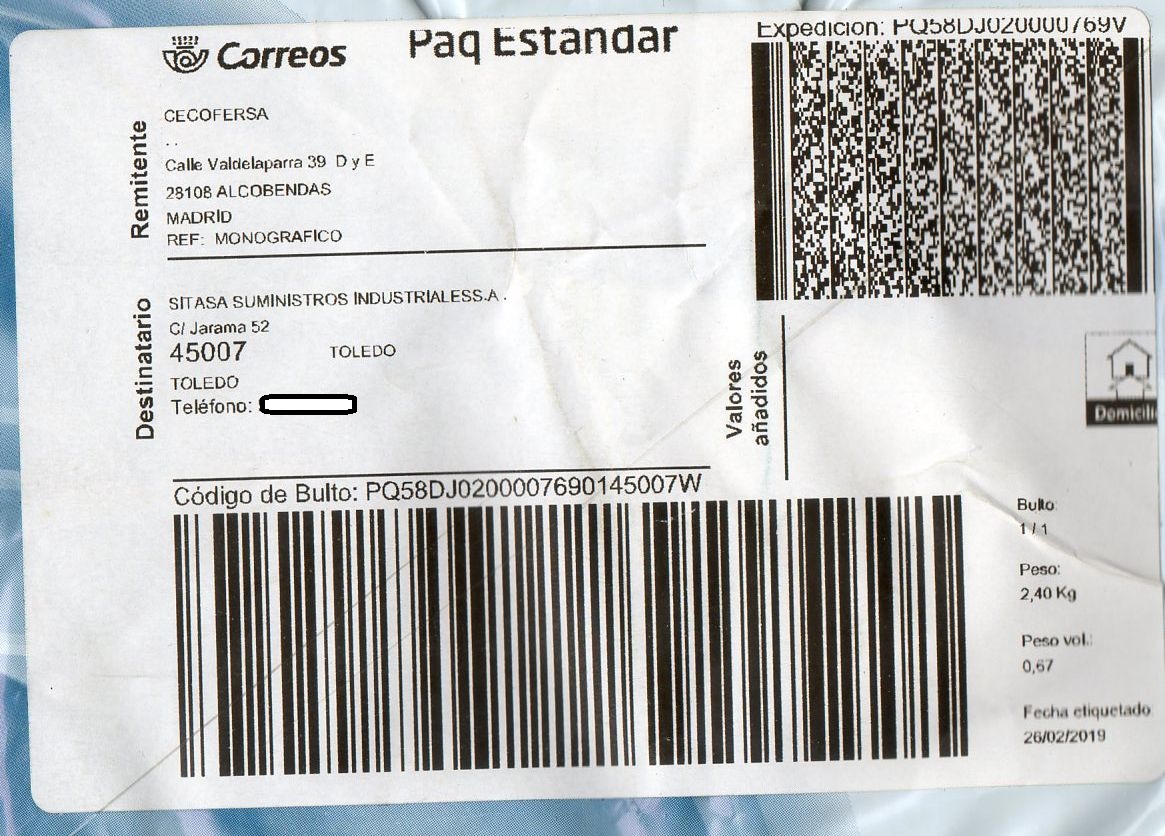 Correos
Paq Estandar
Expedicion: PQ58DJ020000769V
Remitente
CECOFERSA
. .
Calle Valdelaparra 39 D y E
28108 ALCOBENDAS
MADRID
REF: MONOGRAFICO
Destinatario
SITASA SUMINISTROS INDUSTRIALESS.A .
C/ Jarama 52
45007 TOLEDO
TOLEDO
Teléfono:
Valores
añadidos
Domicili
Código de Bulto: PQ58DJ0200007690145007W
Bulto:
1 / 1
Peso:
2,40 Kg
Peso vol.:
0,67
Fecha etiquetado:
26/02/2019